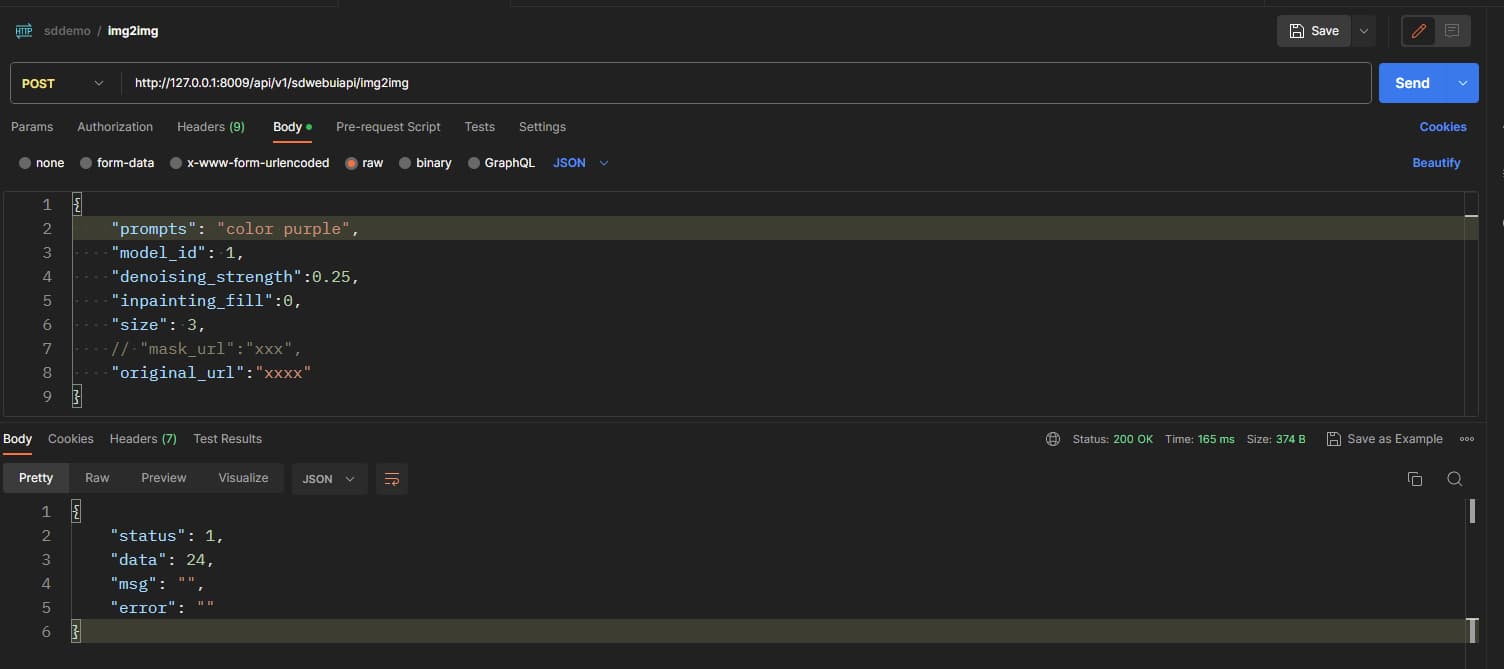 HTTP sddemo / img2img Save
POST http://127.0.0.1:8009/api/v1/sdwebuiapi/img2img Send
Params Authorization Headers (9) Body Pre-request Script Tests Settings Cookies
none form-data x-www-form-urlencoded raw binary GraphQL JSON Beautify
1 {
2 "prompts": "color purple",
3 "model_id": 1,
4 "denoising_strength":0.25,
5 "inpainting_fill":0,
6 "size": 3,
7 // "mask_url":"xxx",
8 "original_url":"xxxx"
9 }
Body Cookies Headers (7) Test Results Status: 200 OK Time: 165 ms Size: 374 B Save as Example
Pretty Raw Preview Visualize JSON
1 {
2 "status": 1,
3 "data": 24,
4 "msg": "",
5 "error": ""
6 }